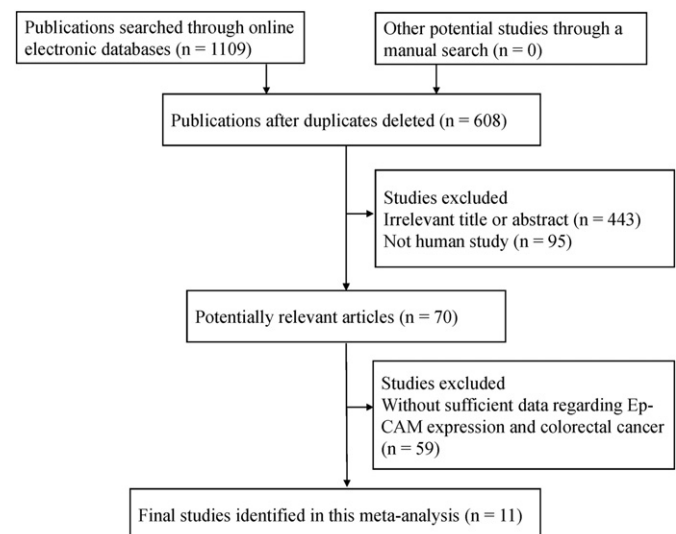 Publications searched through online
electronic databases (n = 1109)
Other potential studies through a
manual search (n = 0)
Publications after duplicates deleted (n = 608)
Studies excluded
Irrelevant title or abstract (n = 443)
Not human study (n = 95)
Potentially relevant articles (n = 70)
Studies excluded
Without sufficient data regarding Ep-
CAM expression and colorectal cancer
(n = 59)
Final studies identified in this meta-analysis (n = 11)